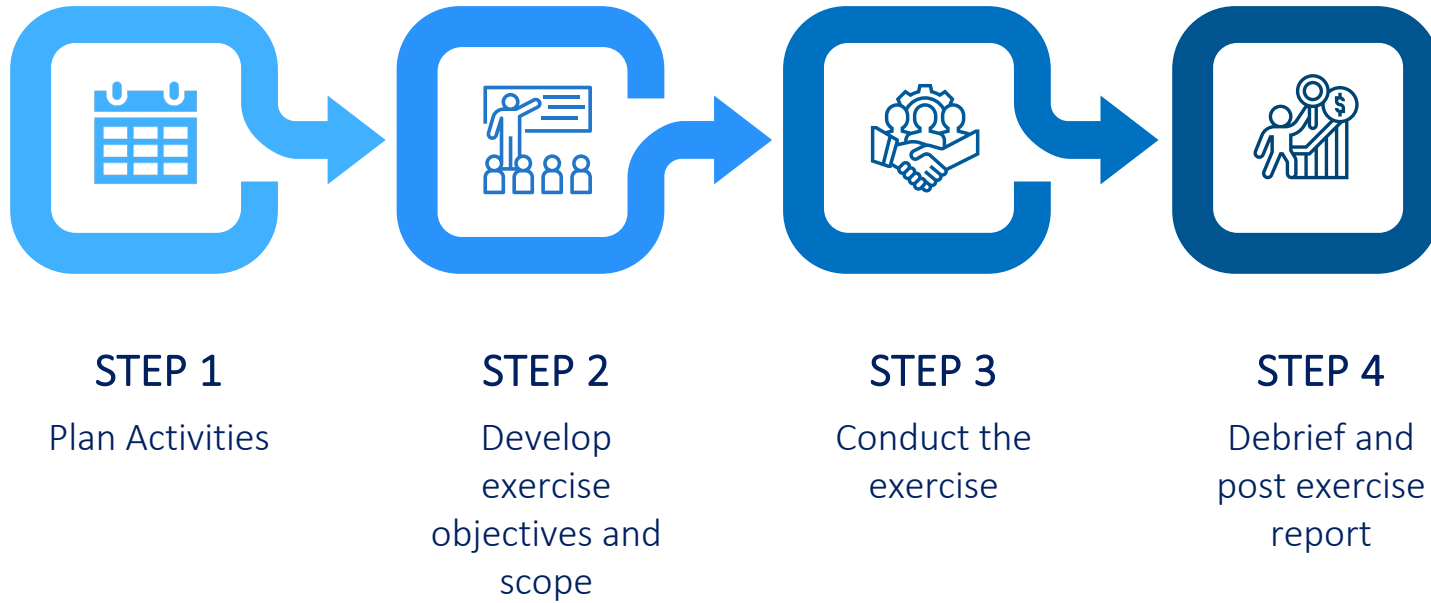 $
STEP 1
Plan Activities
STEP 2
Develop
exercise
objectives and
scope
STEP 3
Conduct the
exercise
STEP 4
Debrief and
post exercise
report